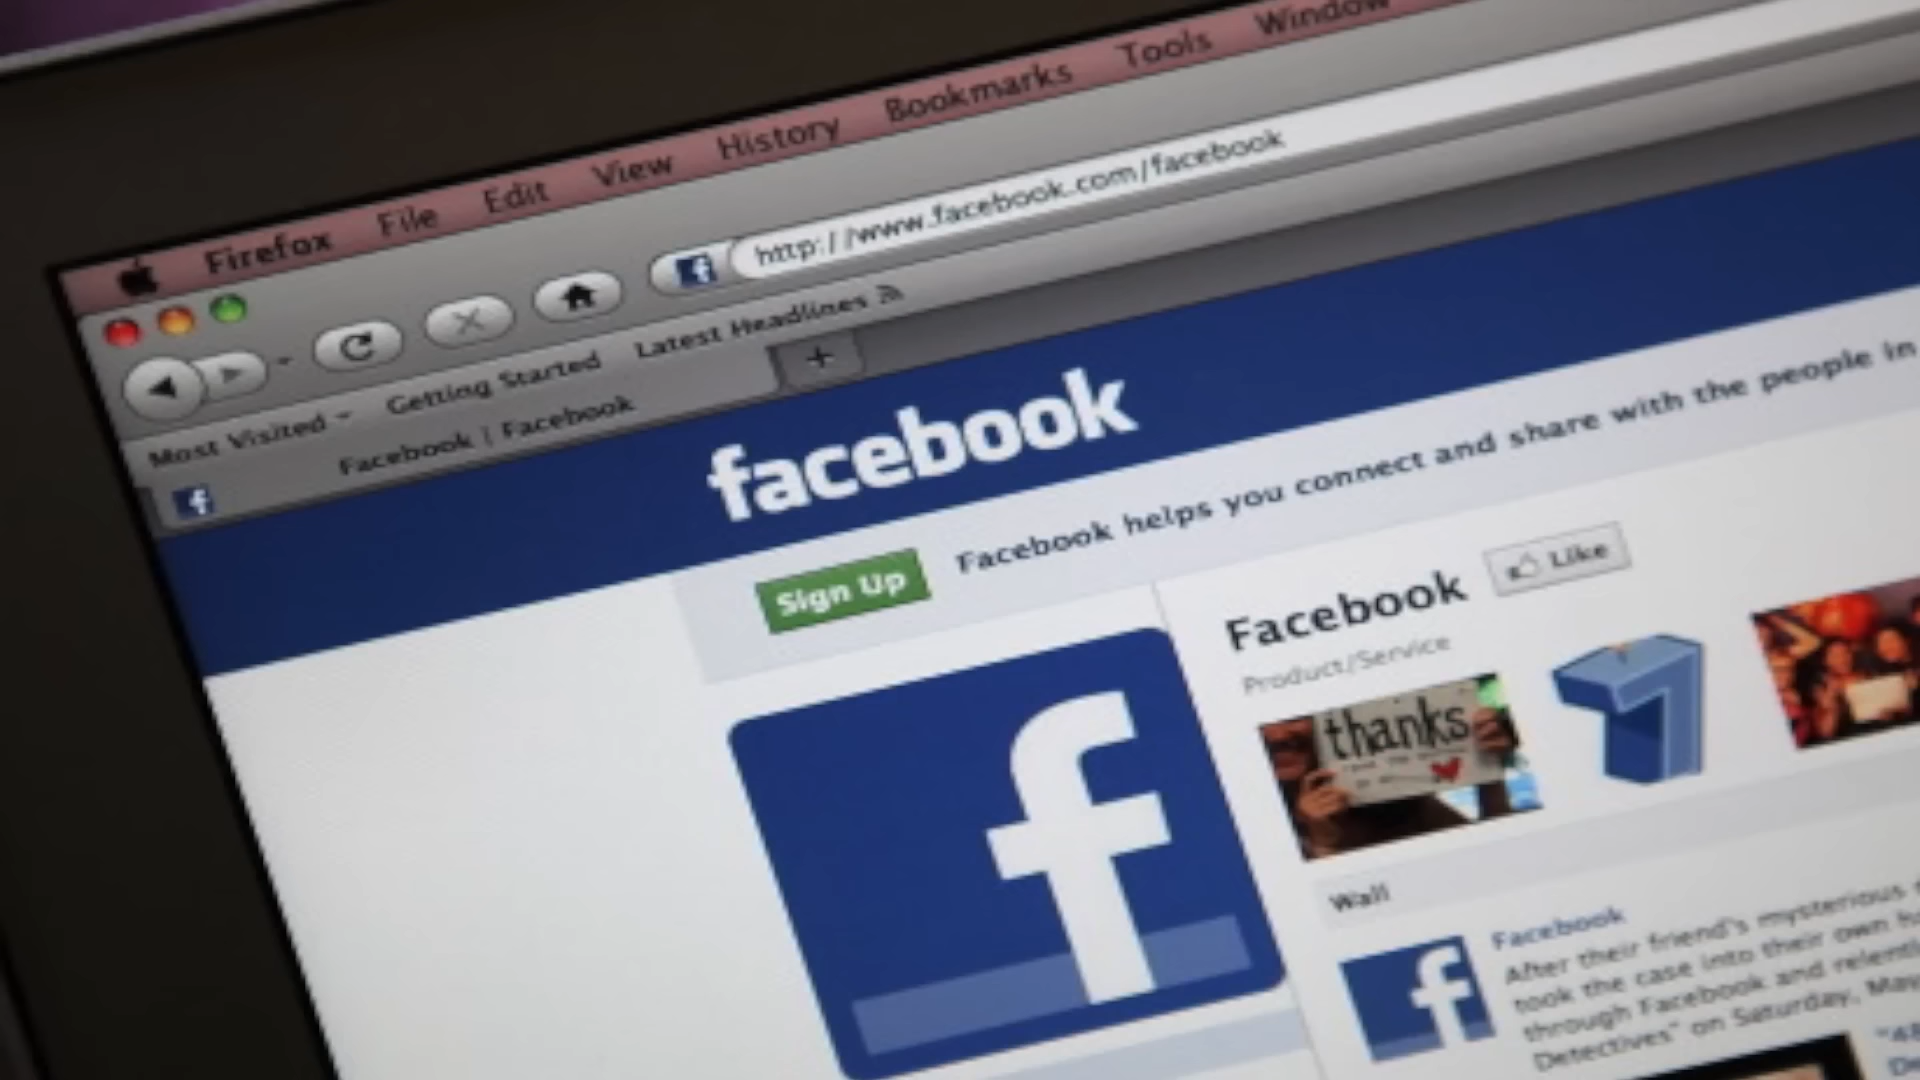 Firefox File Edit View History Bookmarks Tools Window
http://www.facebook.com/facebook
Most Visited Getting Started Latest Headlines
Facebook | Facebook
+
facebook
Sign Up Facebook helps you connect and share with the people in
Facebook Like
Product/Service
thanks
1
Wall
Facebook
After their friend's mysterious
took the case into their own
through Facebook and
Detectives" on Saturday, May
"48